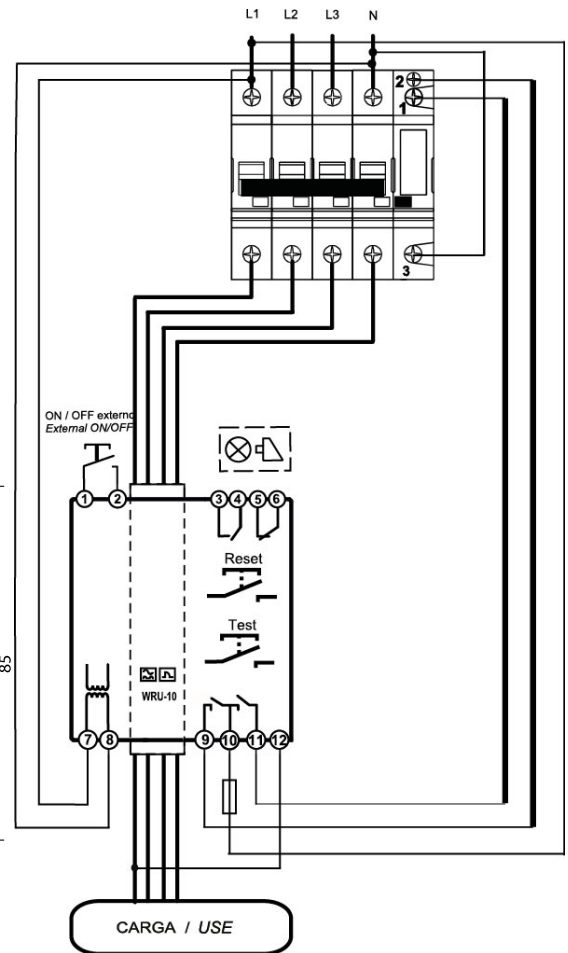 L1 L2 L3 N
2
1
3
ON / OFF externo
External ON/OFF
1 2 3 4 5 6
Reset
Test
85
WRU-10
7 8 9 10 11 12
CARGA / USE